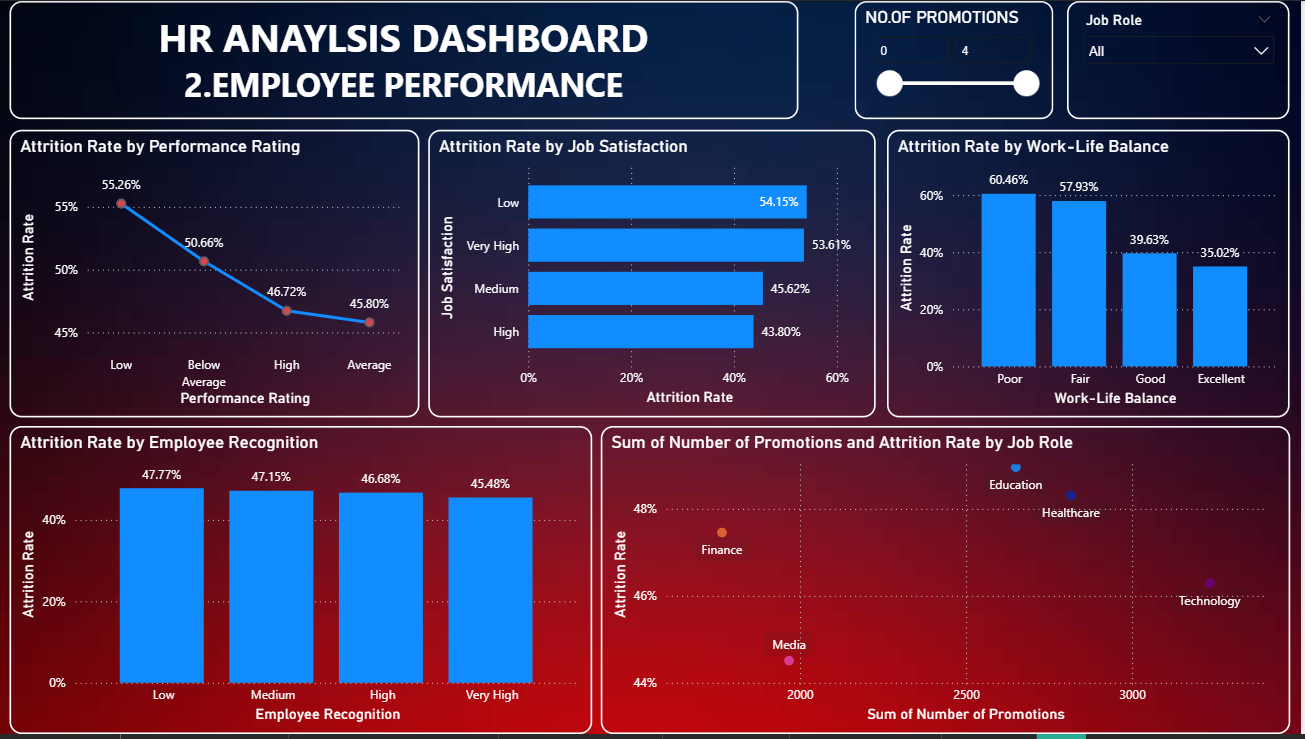 HR ANAYLSIS DASHBOARD
2.EMPLOYEE PERFORMANCE
NO.OF PROMOTIONS
0 4
Job Role
All
Attrition Rate by Performance Rating
55.26%
55%
50.66%
50%
46.72%
45.80%
45%
Attrition Rate
Low
Below
Average
High
Average
Performance Rating
Attrition Rate by Job Satisfaction
Job Satisfaction
Low 54.15%
Very High 53.61%
Medium 45.62%
High 43.80%
0% 20% 40% 60%
Attrition Rate
Attrition Rate by Work-Life Balance
60.46%
57.93%
60%
39.63%
40%
35.02%
20%
0%
Attrition Rate
Poor Fair Good Excellent
Work-Life Balance
Attrition Rate by Employee Recognition
47.77% 47.15% 46.68% 45.48%
40%
20%
0%
Attrition Rate
Low Medium High Very High
Employee Recognition
Sum of Number of Promotions and Attrition Rate by Job Role
Education
48%
Healthcare
Finance
46%
Technology
Media
44%
Attrition Rate
2000 2500 3000
Sum of Number of Promotions